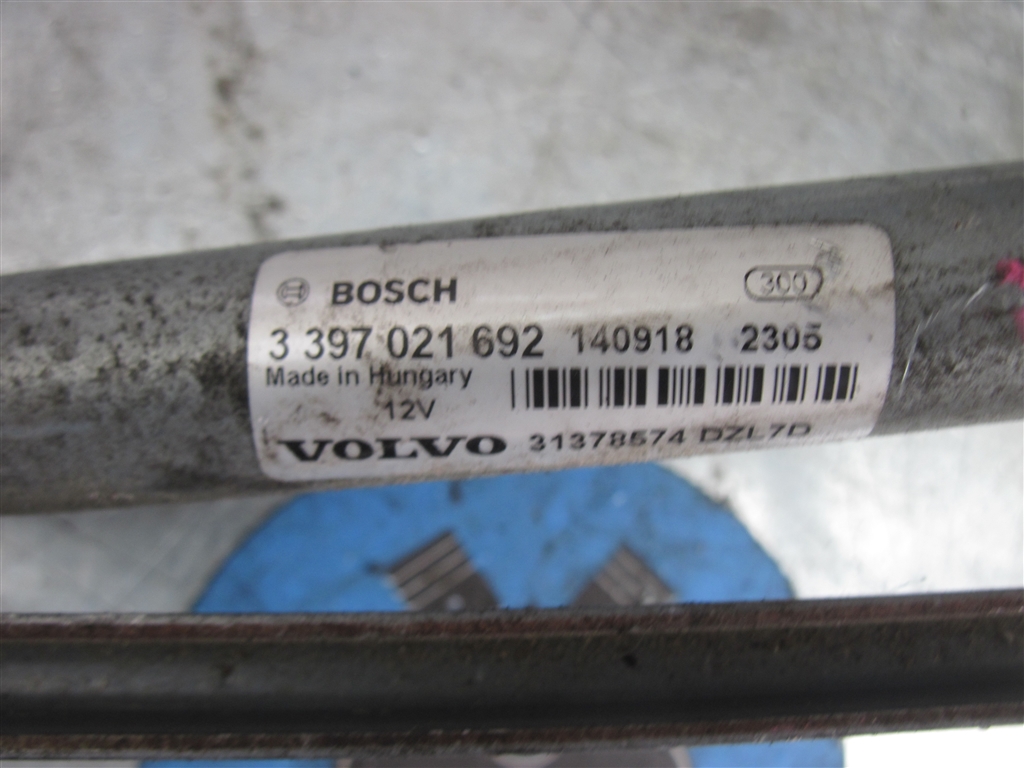 BOSCH 300
3 397 021 692 140918 2305
Made in Hungary
12V
VOLVO 31378574 DZL7D